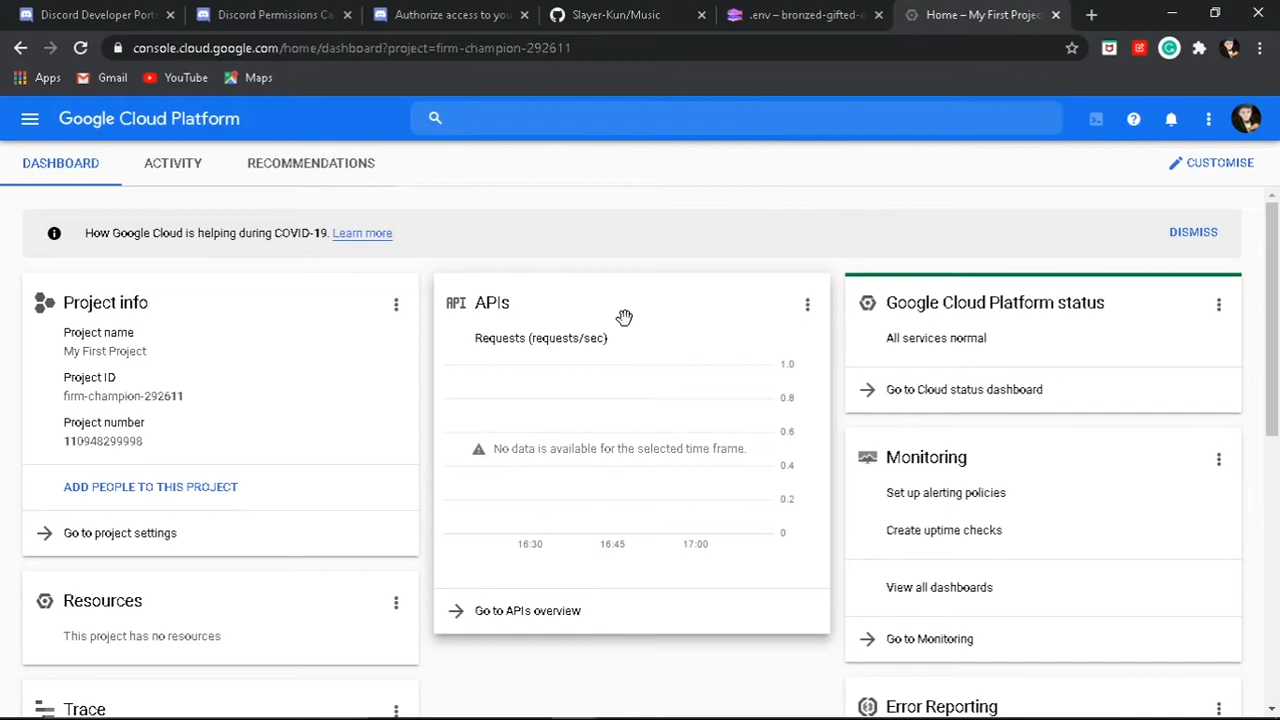 Discord Developer Port
Discord Permissions Ca
Authorize access to you
Slayer-Kun/Music
.env – bronzed-gifted-c
Home – My First Projec
console.cloud.google.com/home/dashboard?project=firm-champion-292611
Apps
Gmail
YouTube
Maps
Google Cloud Platform
DASHBOARD
ACTIVITY
RECOMMENDATIONS
CUSTOMISE
How Google Cloud is helping during COVID-19. Learn more
DISMISS
Project info
Project name
My First Project
Project ID
firm-champion-292611
Project number
110948299998
ADD PEOPLE TO THIS PROJECT
Go to project settings
Resources
This project has no resources
Trace
API APIs
Requests (requests/sec)
1.0
0.8
0.6
No data is available for the selected time frame.
0.4
0.2
0
16:30 16:45 17:00
Go to APIs overview
Google Cloud Platform status
All services normal
Go to Cloud status dashboard
Monitoring
Set up alerting policies
Create uptime checks
View all dashboards
Go to Monitoring
Error Reporting